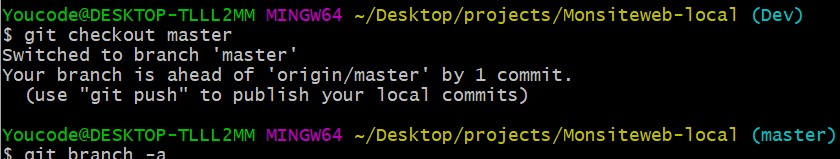 Youcode@DESKTOP-TLLL2MM MINGW64 ~/Desktop/projects/Monsiteweb-local (Dev)
$ git checkout master
Switched to branch 'master'
Your branch is ahead of 'origin/master' by 1 commit.
  (use "git push" to publish your local commits)

Youcode@DESKTOP-TLLL2MM MINGW64 ~/Desktop/projects/Monsiteweb-local (master)
$ git branch -a